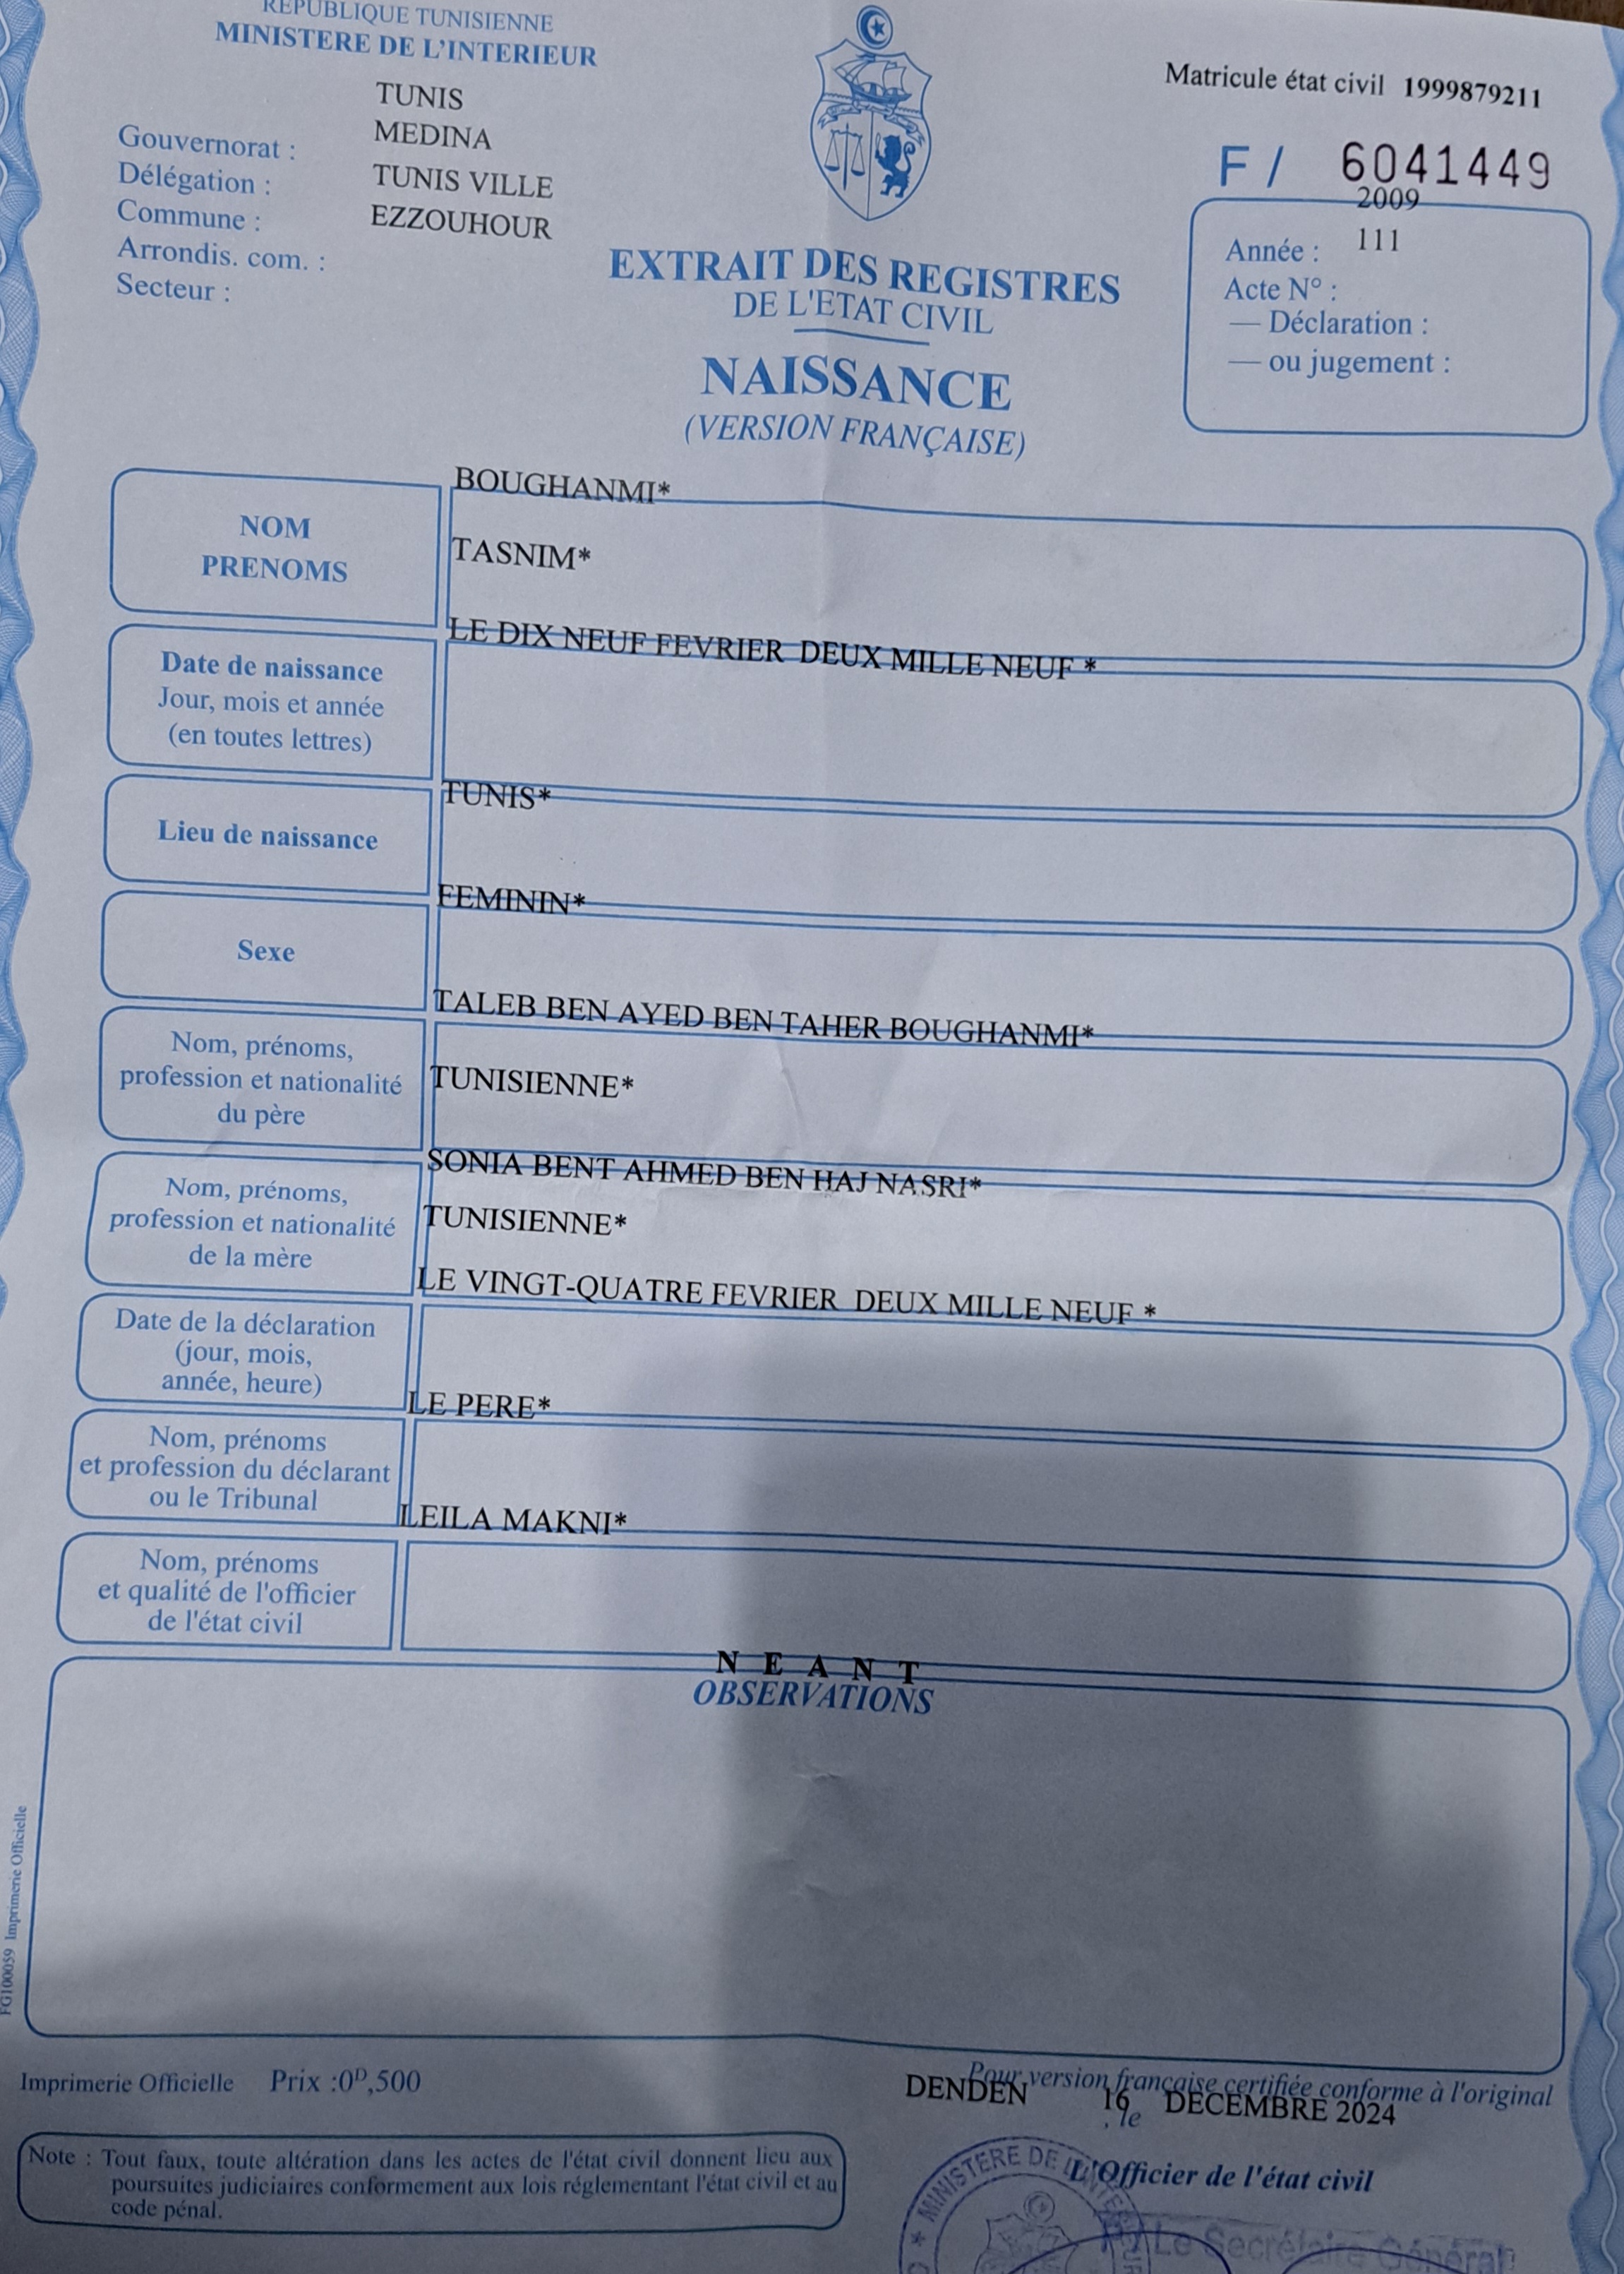 REPUBLIQUE TUNISIENNE
MINISTERE DE L'INTERIEUR
Matricule état civil 1999879211
F / 6041449
Gouvernorat : TUNIS
Délégation : MEDINA
Commune : TUNIS VILLE
Arrondis. com. : EZZOUHOUR
Secteur :
2009
Année : 111
Acte N° :
— Déclaration :
— ou jugement :
EXTRAIT DES REGISTRES
DE L'ETAT CIVIL
NAISSANCE
(VERSION FRANÇAISE)
NOM
PRENOMS
BOUGHANMI*
TASNIM*
Date de naissance
Jour, mois et année
(en toutes lettres)
LE DIX NEUF FEVRIER DEUX MILLE NEUF *
Lieu de naissance
TUNIS*
Sexe
FEMININ*
Nom, prénoms,
profession et nationalité
du père
TALEB BEN AYED BEN TAHER BOUGHANMI*
TUNISIENNE*
Nom, prénoms,
profession et nationalité
de la mère
SONIA BENT AHMED BEN HAJ NASRI*
TUNISIENNE*
Date de la déclaration
(jour, mois,
année, heure)
LE VINGT-QUATRE FEVRIER DEUX MILLE NEUF *
Nom, prénoms
et profession du déclarant
ou le Tribunal
LE PERE*
Nom, prénoms
et qualité de l'officier
de l'état civil
LEILA MAKNI*
N E A N T
OBSERVATIONS
FG100059 Imprimerie Officielle
Imprimerie Officielle Prix :0ᴰ,500
Pour version française certifiée conforme à l'original
DENDEN 16 DECEMBRE 2024
, le
Note : Tout faux, toute altération dans les actes de l'état civil donnent lieu aux
poursuites judiciaires conformement aux lois réglementant l'état civil et au
code pénal.
L'Officier de l'état civil
* MINISTERE DE L'INTERIEUR
Le Secrétaire Général